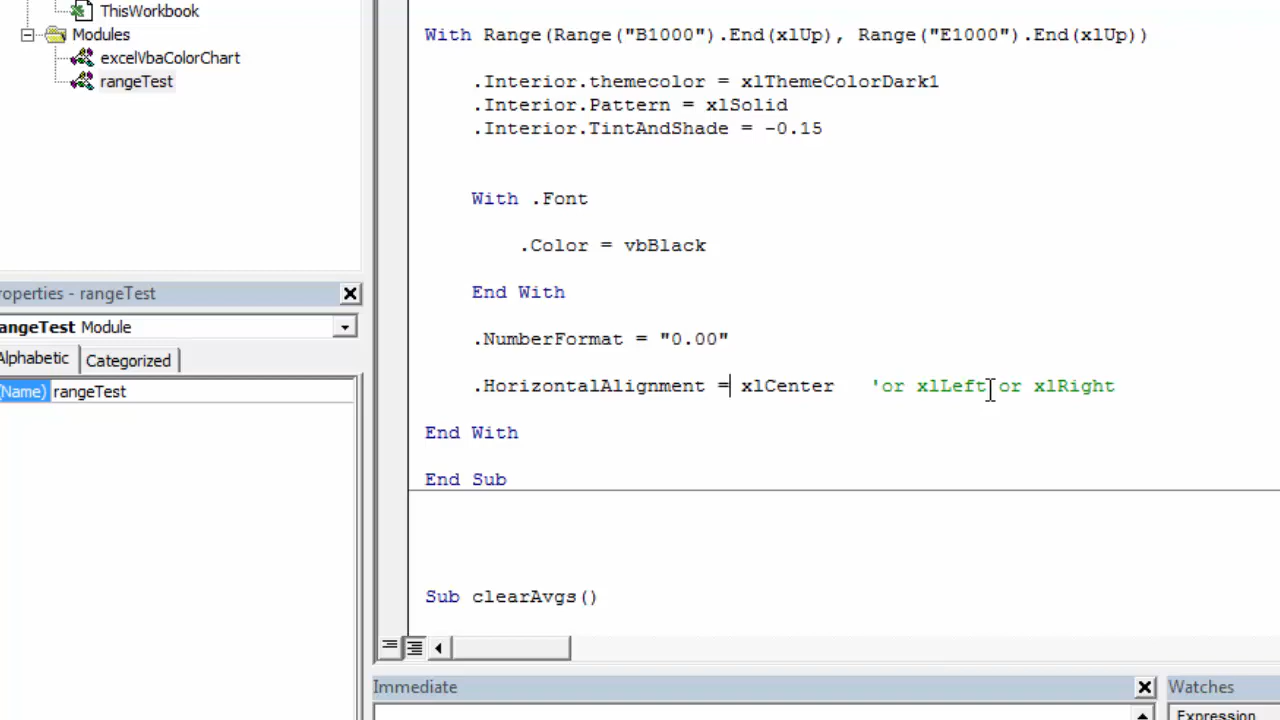 ThisWorkbook
Modules
excelVbaColorChart
rangeTest
roperties - rangeTest
angeTest Module
Alphabetic Categorized
(Name) rangeTest
With Range(Range("B1000").End(xlUp), Range("E1000").End(xlUp))
.Interior.themecolor = xlThemeColorDark1
.Interior.Pattern = xlSolid
.Interior.TintAndShade = -0.15
With .Font
.Color = vbBlack
End With
.NumberFormat = "0.00"
.HorizontalAlignment = xlCenter 'or xlLeft or xlRight
End With
End Sub
Sub clearAvgs()
Immediate
Watches
Expression